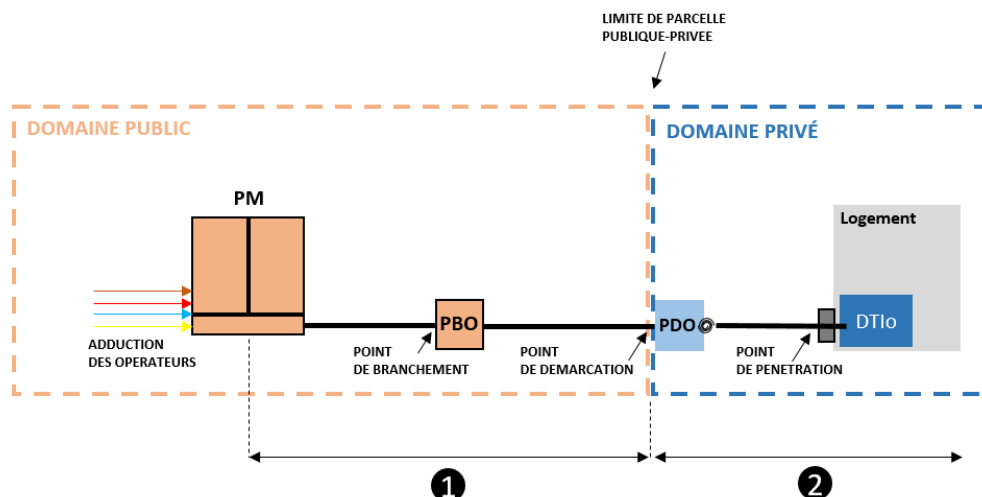 LIMITE DE PARCELLE
PUBLIQUE-PRIVEE
DOMAINE PUBLIC
DOMAINE PRIVÉ
PM
Logement
PBO
PDO
DTIo
ADDUCTION
DES OPERATEURS
POINT
DE BRANCHEMENT
POINT
DE DEMARCATION
POINT
DE PENETRATION
1
2